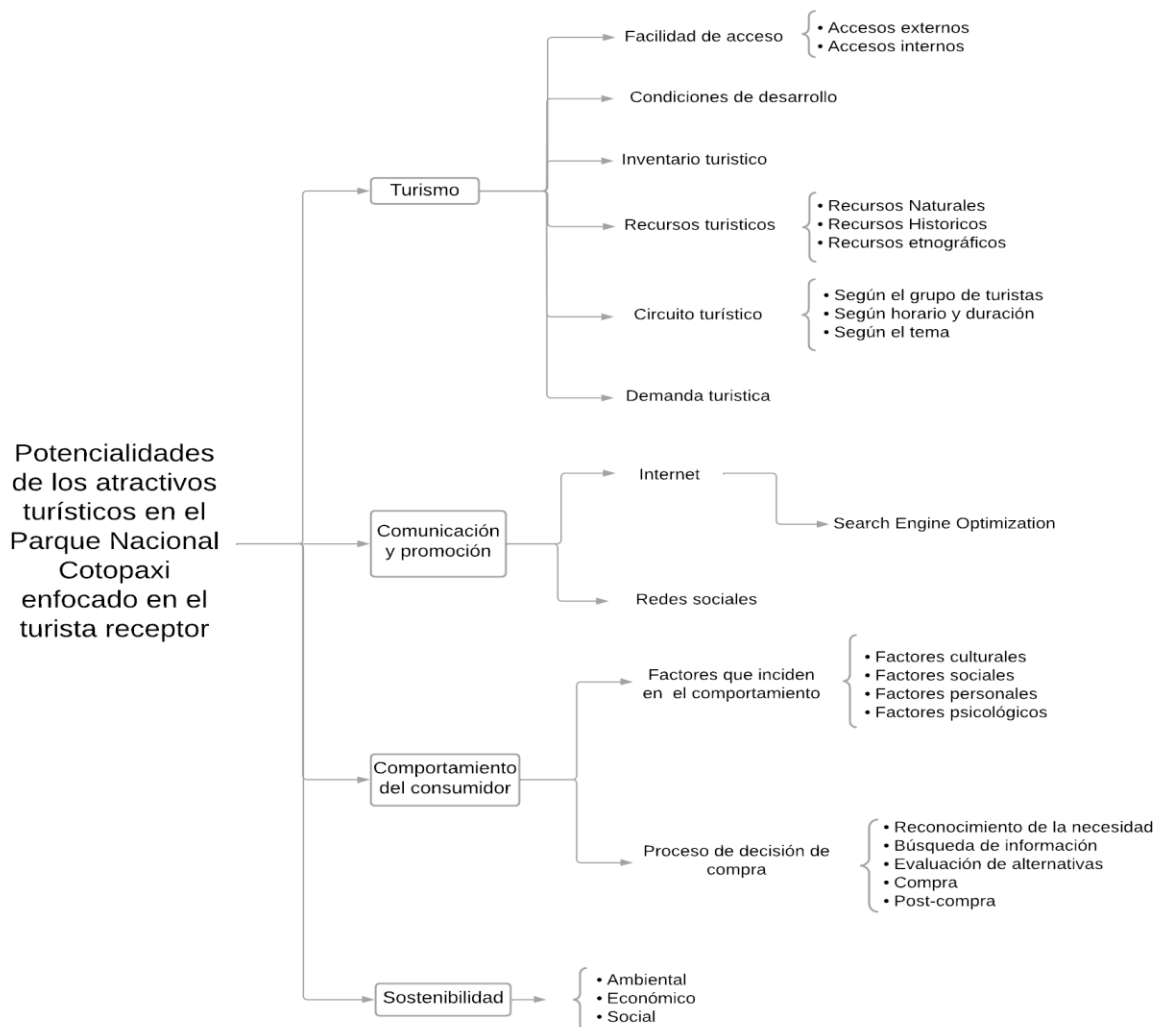 Potencialidades
de los atractivos
turísticos en el
Parque Nacional
Cotopaxi
enfocado en el
turista receptor
Turismo
Facilidad de acceso
• Accesos externos
• Accesos internos
Condiciones de desarrollo
Inventario turistico
Recursos turisticos
• Recursos Naturales
• Recursos Historicos
• Recursos etnográficos
Circuito turístico
• Según el grupo de turistas
• Según horario y duración
• Según el tema
Demanda turistica
Comunicación
y promoción
Internet
Search Engine Optimization
Redes sociales
Comportamiento
del consumidor
Factores que inciden
en el comportamiento
• Factores culturales
• Factores sociales
• Factores personales
• Factores psicológicos
Proceso de decisión de
compra
• Reconocimiento de la necesidad
• Búsqueda de información
• Evaluación de alternativas
• Compra
• Post-compra
Sostenibilidad
• Ambiental
• Económico
• Social